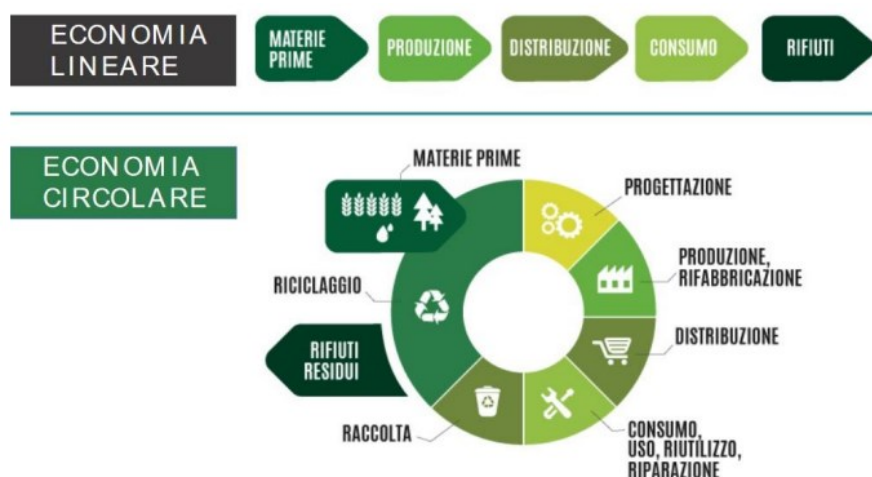 ECONOMIA
LINEARE
MATERIE
PRIME
PRODUZIONE
DISTRIBUZIONE
CONSUMO
RIFIUTI
ECONOMIA
CIRCOLARE
MATERIE PRIME
PROGETTAZIONE
PRODUZIONE,
RIFABBRICAZIONE
RICICLAGGIO
DISTRIBUZIONE
RIFIUTI
RESIDUI
RACCOLTA
CONSUMO,
USO, RIUTILIZZO,
RIPARAZIONE